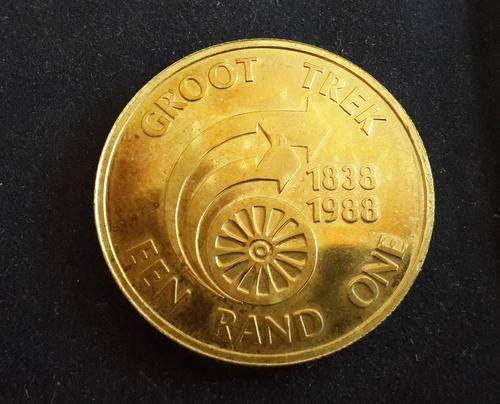 GROOT TREK
1838
1988
EEN RAND ONE